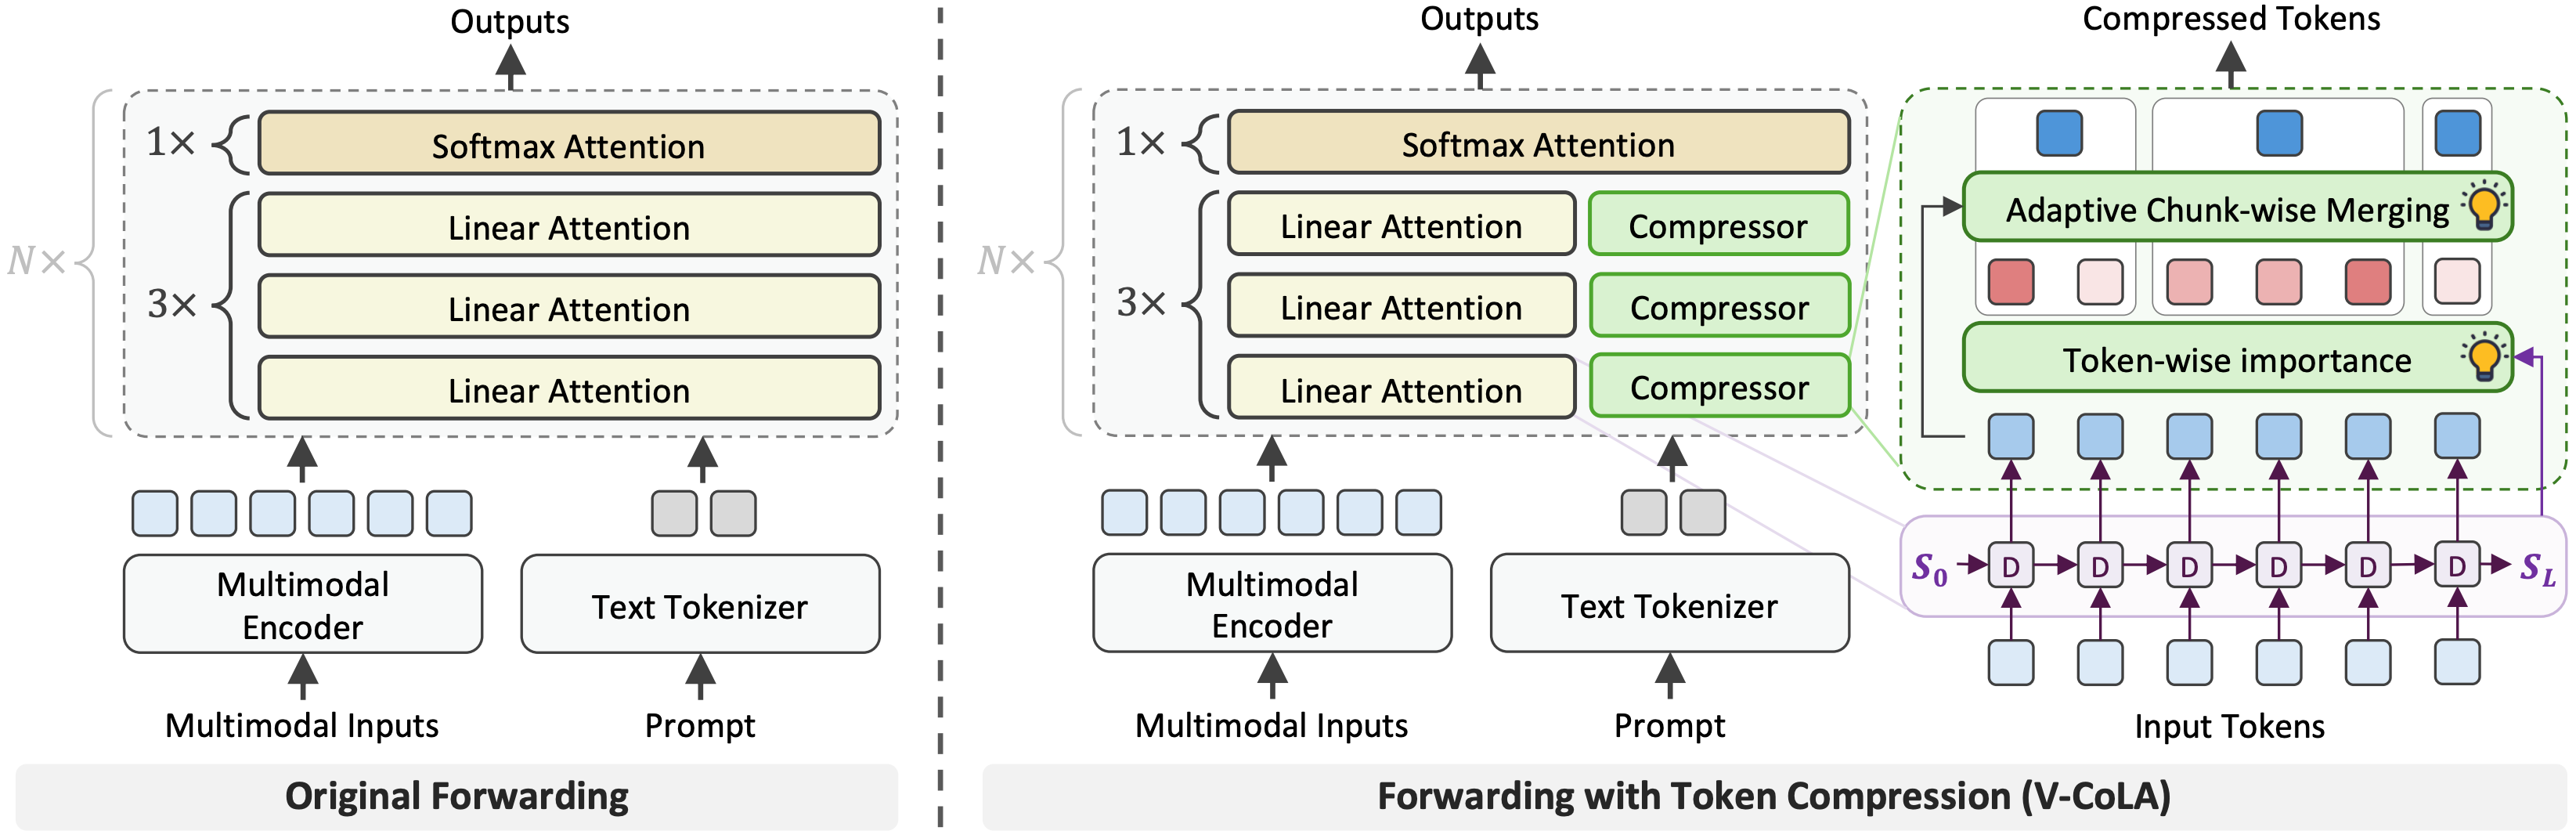 Outputs
N×
1×
Softmax Attention
3×
Linear Attention
Linear Attention
Linear Attention
Multimodal
Encoder
Text Tokenizer
Multimodal Inputs
Prompt
Original Forwarding
Outputs
N×
1×
Softmax Attention
3×
Linear Attention
Compressor
Linear Attention
Compressor
Linear Attention
Compressor
Multimodal
Encoder
Text Tokenizer
Multimodal Inputs
Prompt
Compressed Tokens
Adaptive Chunk-wise Merging
Token-wise importance
S₀ D D D D D D S_L
Input Tokens
Forwarding with Token Compression (V-CoLA)